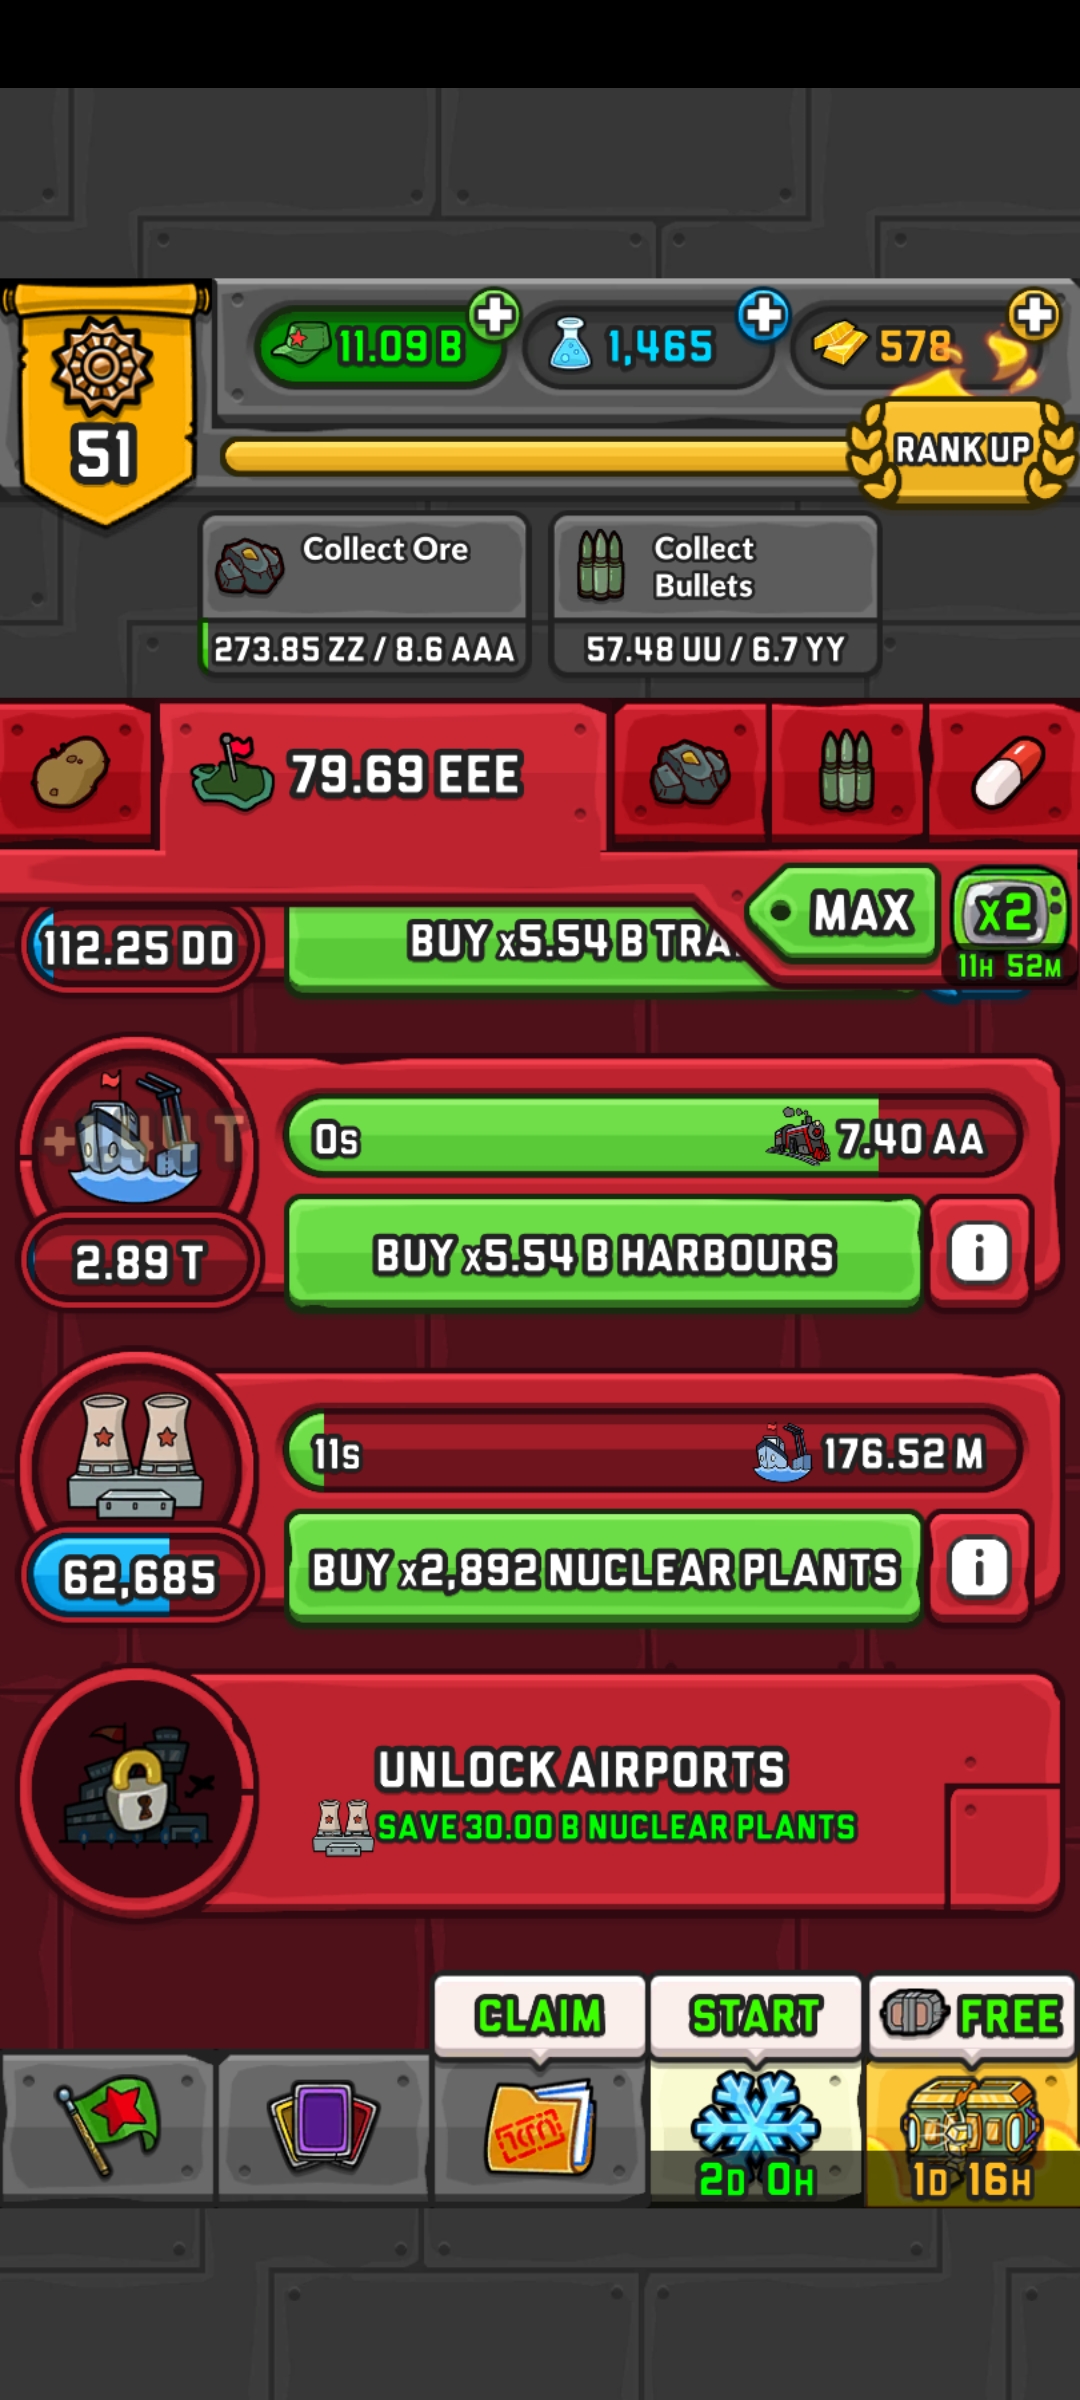 11.09 B
1,465
578
51
RANK UP
Collect Ore
Collect
Bullets
273.85 ZZ / 8.6 AAA
57.48 UU / 6.7 YY
79.69 EEE
MAX
x2
11H 52M
112.25 DD
BUY x5.54 B TRA
0s
7.40 AA
2.89 T
BUY x5.54 B HARBOURS
i
11s
176.52 M
62,685
BUY x2,892 NUCLEAR PLANTS
i
UNLOCK AIRPORTS
SAVE 30.00 B NUCLEAR PLANTS
CLAIM
START
FREE
2D 0H
1D 16H